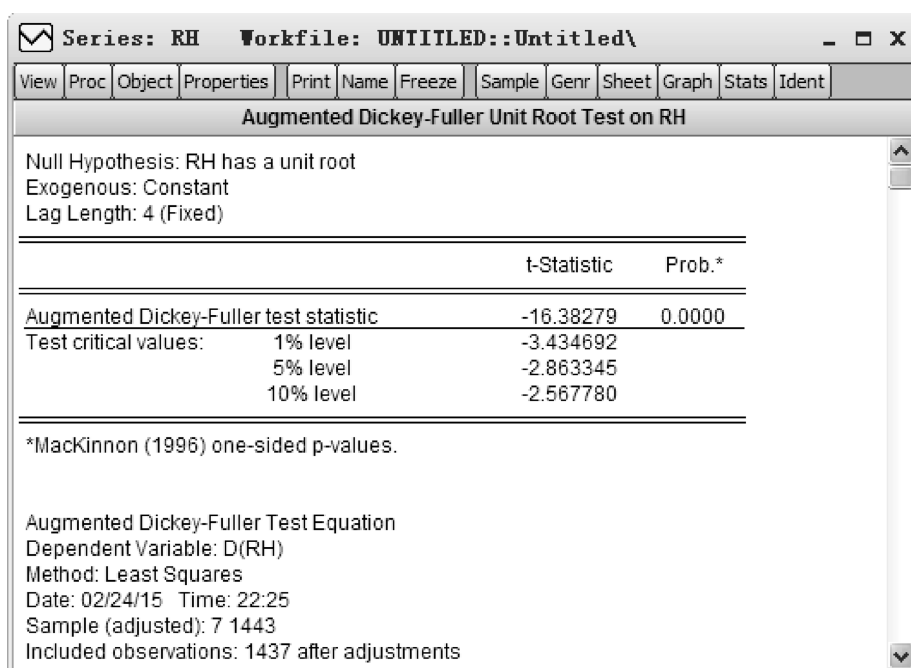 Series: RH Workfile: UNTITLED::Untitled\
View Proc Object Properties Print Name Freeze Sample Genr Sheet Graph Stats Ident
Augmented Dickey-Fuller Unit Root Test on RH
Null Hypothesis: RH has a unit root
Exogenous: Constant
Lag Length: 4 (Fixed)
t-Statistic Prob.*
Augmented Dickey-Fuller test statistic -16.38279 0.0000
Test critical values: 1% level -3.434692
5% level -2.863345
10% level -2.567780
*MacKinnon (1996) one-sided p-values.
Augmented Dickey-Fuller Test Equation
Dependent Variable: D(RH)
Method: Least Squares
Date: 02/24/15 Time: 22:25
Sample (adjusted): 7 1443
Included observations: 1437 after adjustments